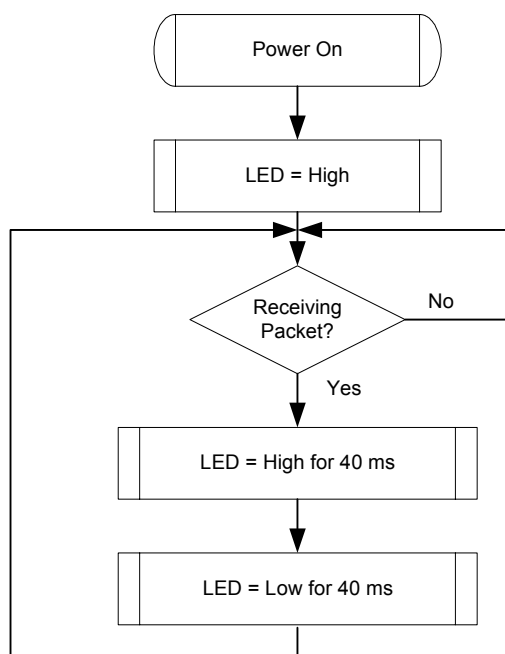 Power On
LED = High
Receiving
Packet?
No
Yes
LED = High for 40 ms
LED = Low for 40 ms